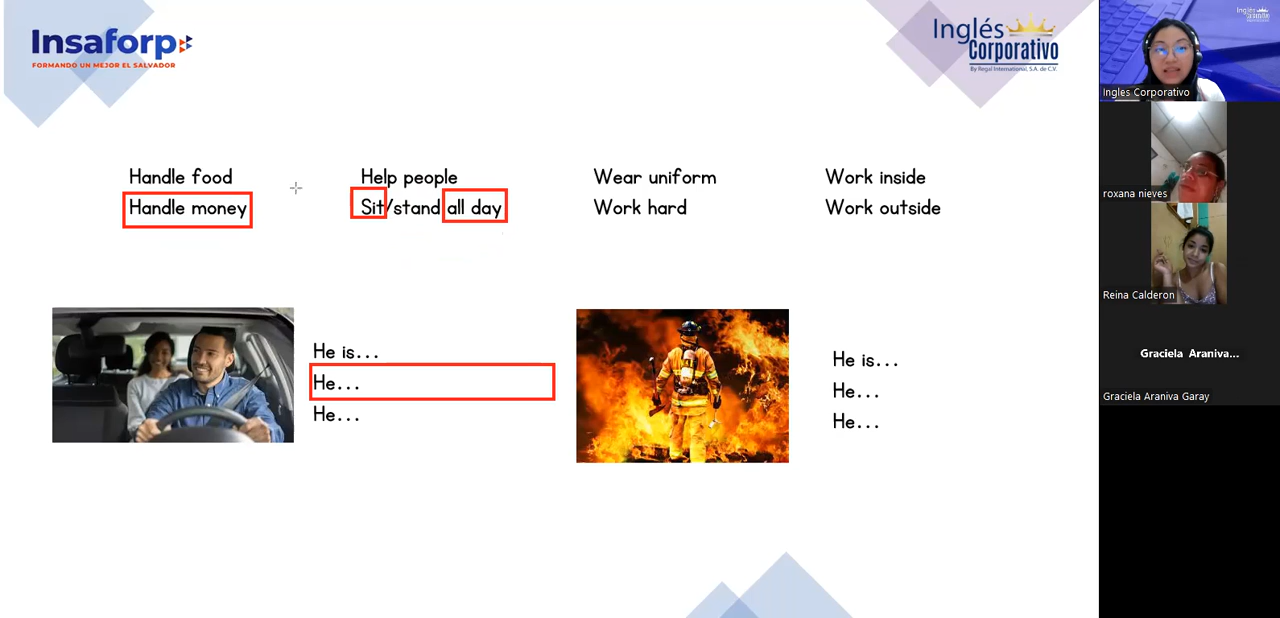 Insaforp
FORMANDO UN MEJOR EL SALVADOR
Inglés
Corporativo
By Regal International, S.A. de C.V.
Handle food
Handle money
Help people
Sit/stand all day
Wear uniform
Work hard
Work inside
Work outside
He is...
He...
He...
He is...
He...
He...
Ingles Corporativo
roxana nieves
Reina Calderon
Graciela Araniva...
Graciela Araniva Garay